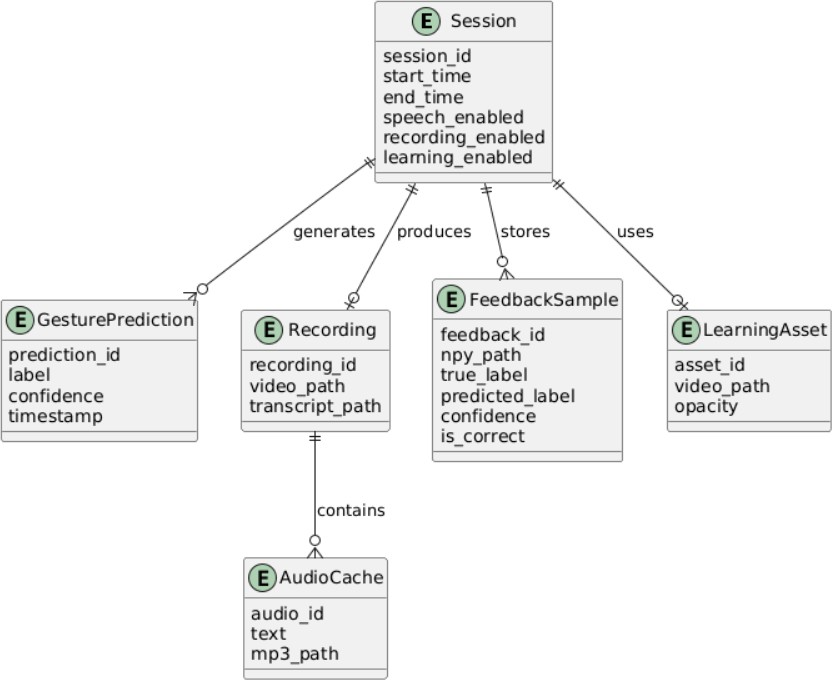 E Session
session_id
start_time
end_time
speech_enabled
recording_enabled
learning_enabled
generates
produces
stores
uses
E GesturePrediction
prediction_id
label
confidence
timestamp
E Recording
recording_id
video_path
transcript_path
E FeedbackSample
feedback_id
npy_path
true_label
predicted_label
confidence
is_correct
E LearningAsset
asset_id
video_path
opacity
contains
E AudioCache
audio_id
text
mp3_path